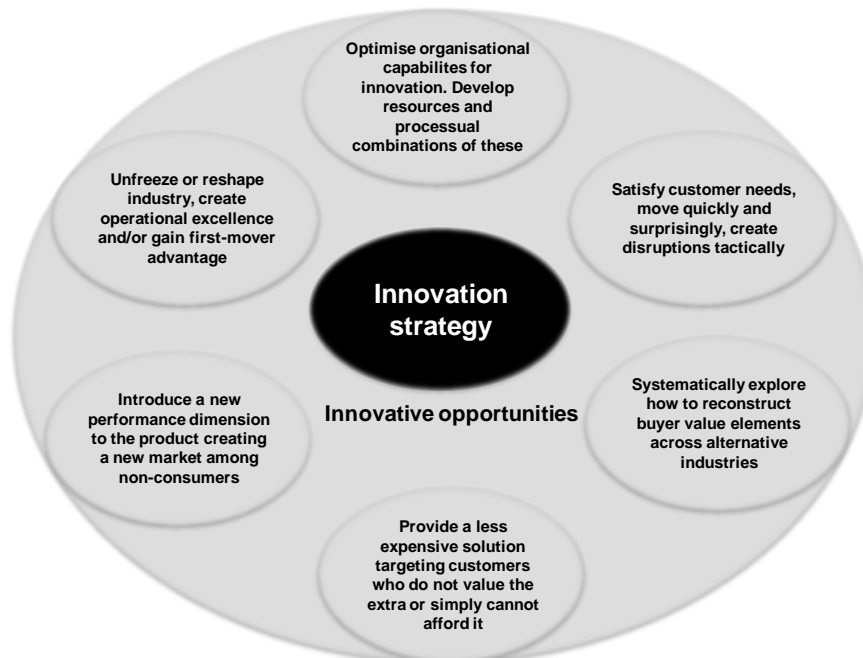 Optimise organisational
capabilites for
innovation. Develop
resources and
processual
combinations of these
Unfreeze or reshape
industry, create
operational excellence
and/or gain first-mover
advantage
Satisfy customer needs,
move quickly and
surprisingly, create
disruptions tactically
Innovation
strategy
Introduce a new
performance dimension
to the product creating
a new market among
non-consumers
Innovative opportunities
Systematically explore
how to reconstruct
buyer value elements
across alternative
industries
Provide a less
expensive solution
targeting customers
who do not value the
extra or simply cannot
afford it